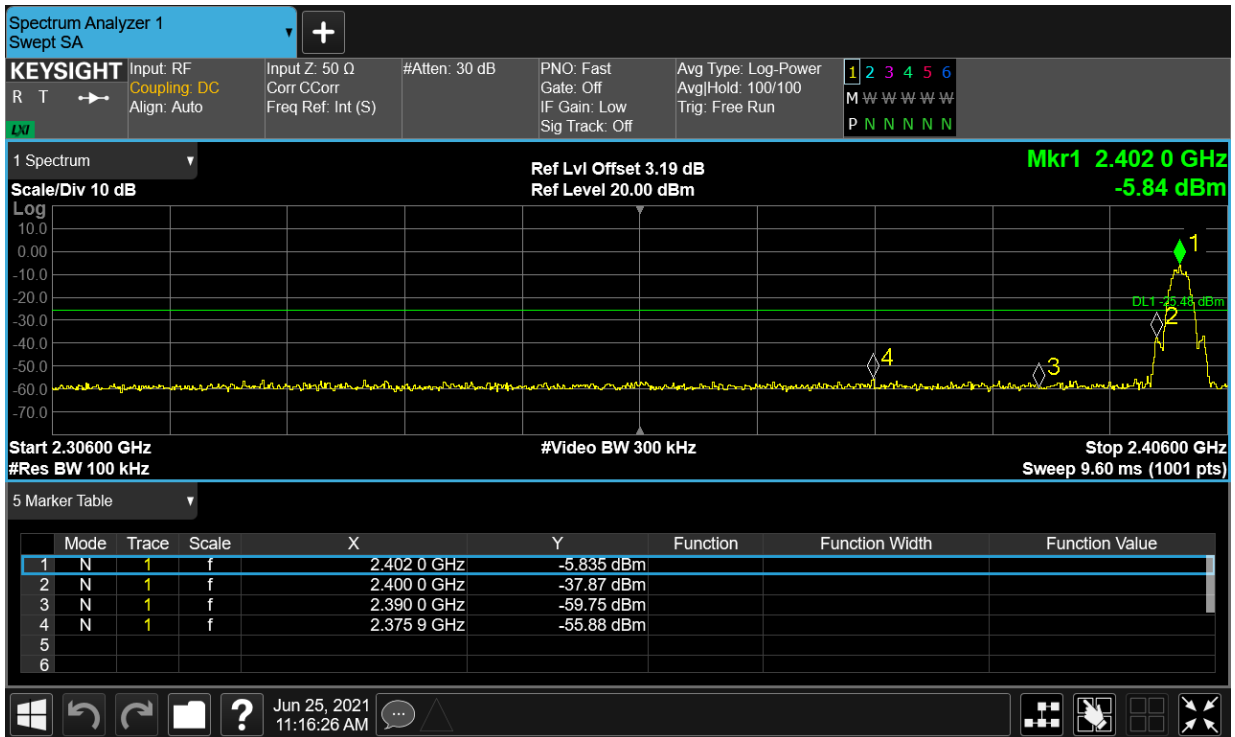 Spectrum Analyzer 1
Swept SA
KEYSIGHT
R T
LXI
Input: RF
Coupling: DC
Align: Auto
Input Z: 50 Ω
Corr CCorr
Freq Ref: Int (S)
#Atten: 30 dB
PNO: Fast
Gate: Off
IF Gain: Low
Sig Track: Off
Avg Type: Log-Power
Avg|Hold: 100/100
Trig: Free Run
1 2 3 4 5 6
M W W W W W
P N N N N N
1 Spectrum
Scale/Div 10 dB
Ref Lvl Offset 3.19 dB
Ref Level 20.00 dBm
Mkr1 2.402 0 GHz
-5.84 dBm
Log
10.0
0.00
-10.0
-20.0
-30.0
-40.0
-50.0
-60.0
-70.0
1
DL1 -25.48 dBm
2
4
3
Start 2.30600 GHz
#Video BW 300 kHz
Stop 2.40600 GHz
#Res BW 100 kHz
Sweep 9.60 ms (1001 pts)
5 Marker Table
Mode Trace Scale X Y Function Function Width Function Value
1 N 1 f 2.402 0 GHz -5.835 dBm
2 N 1 f 2.400 0 GHz -37.87 dBm
3 N 1 f 2.390 0 GHz -59.75 dBm
4 N 1 f 2.375 9 GHz -55.88 dBm
5
6
?
Jun 25, 2021
11:16:26 AM